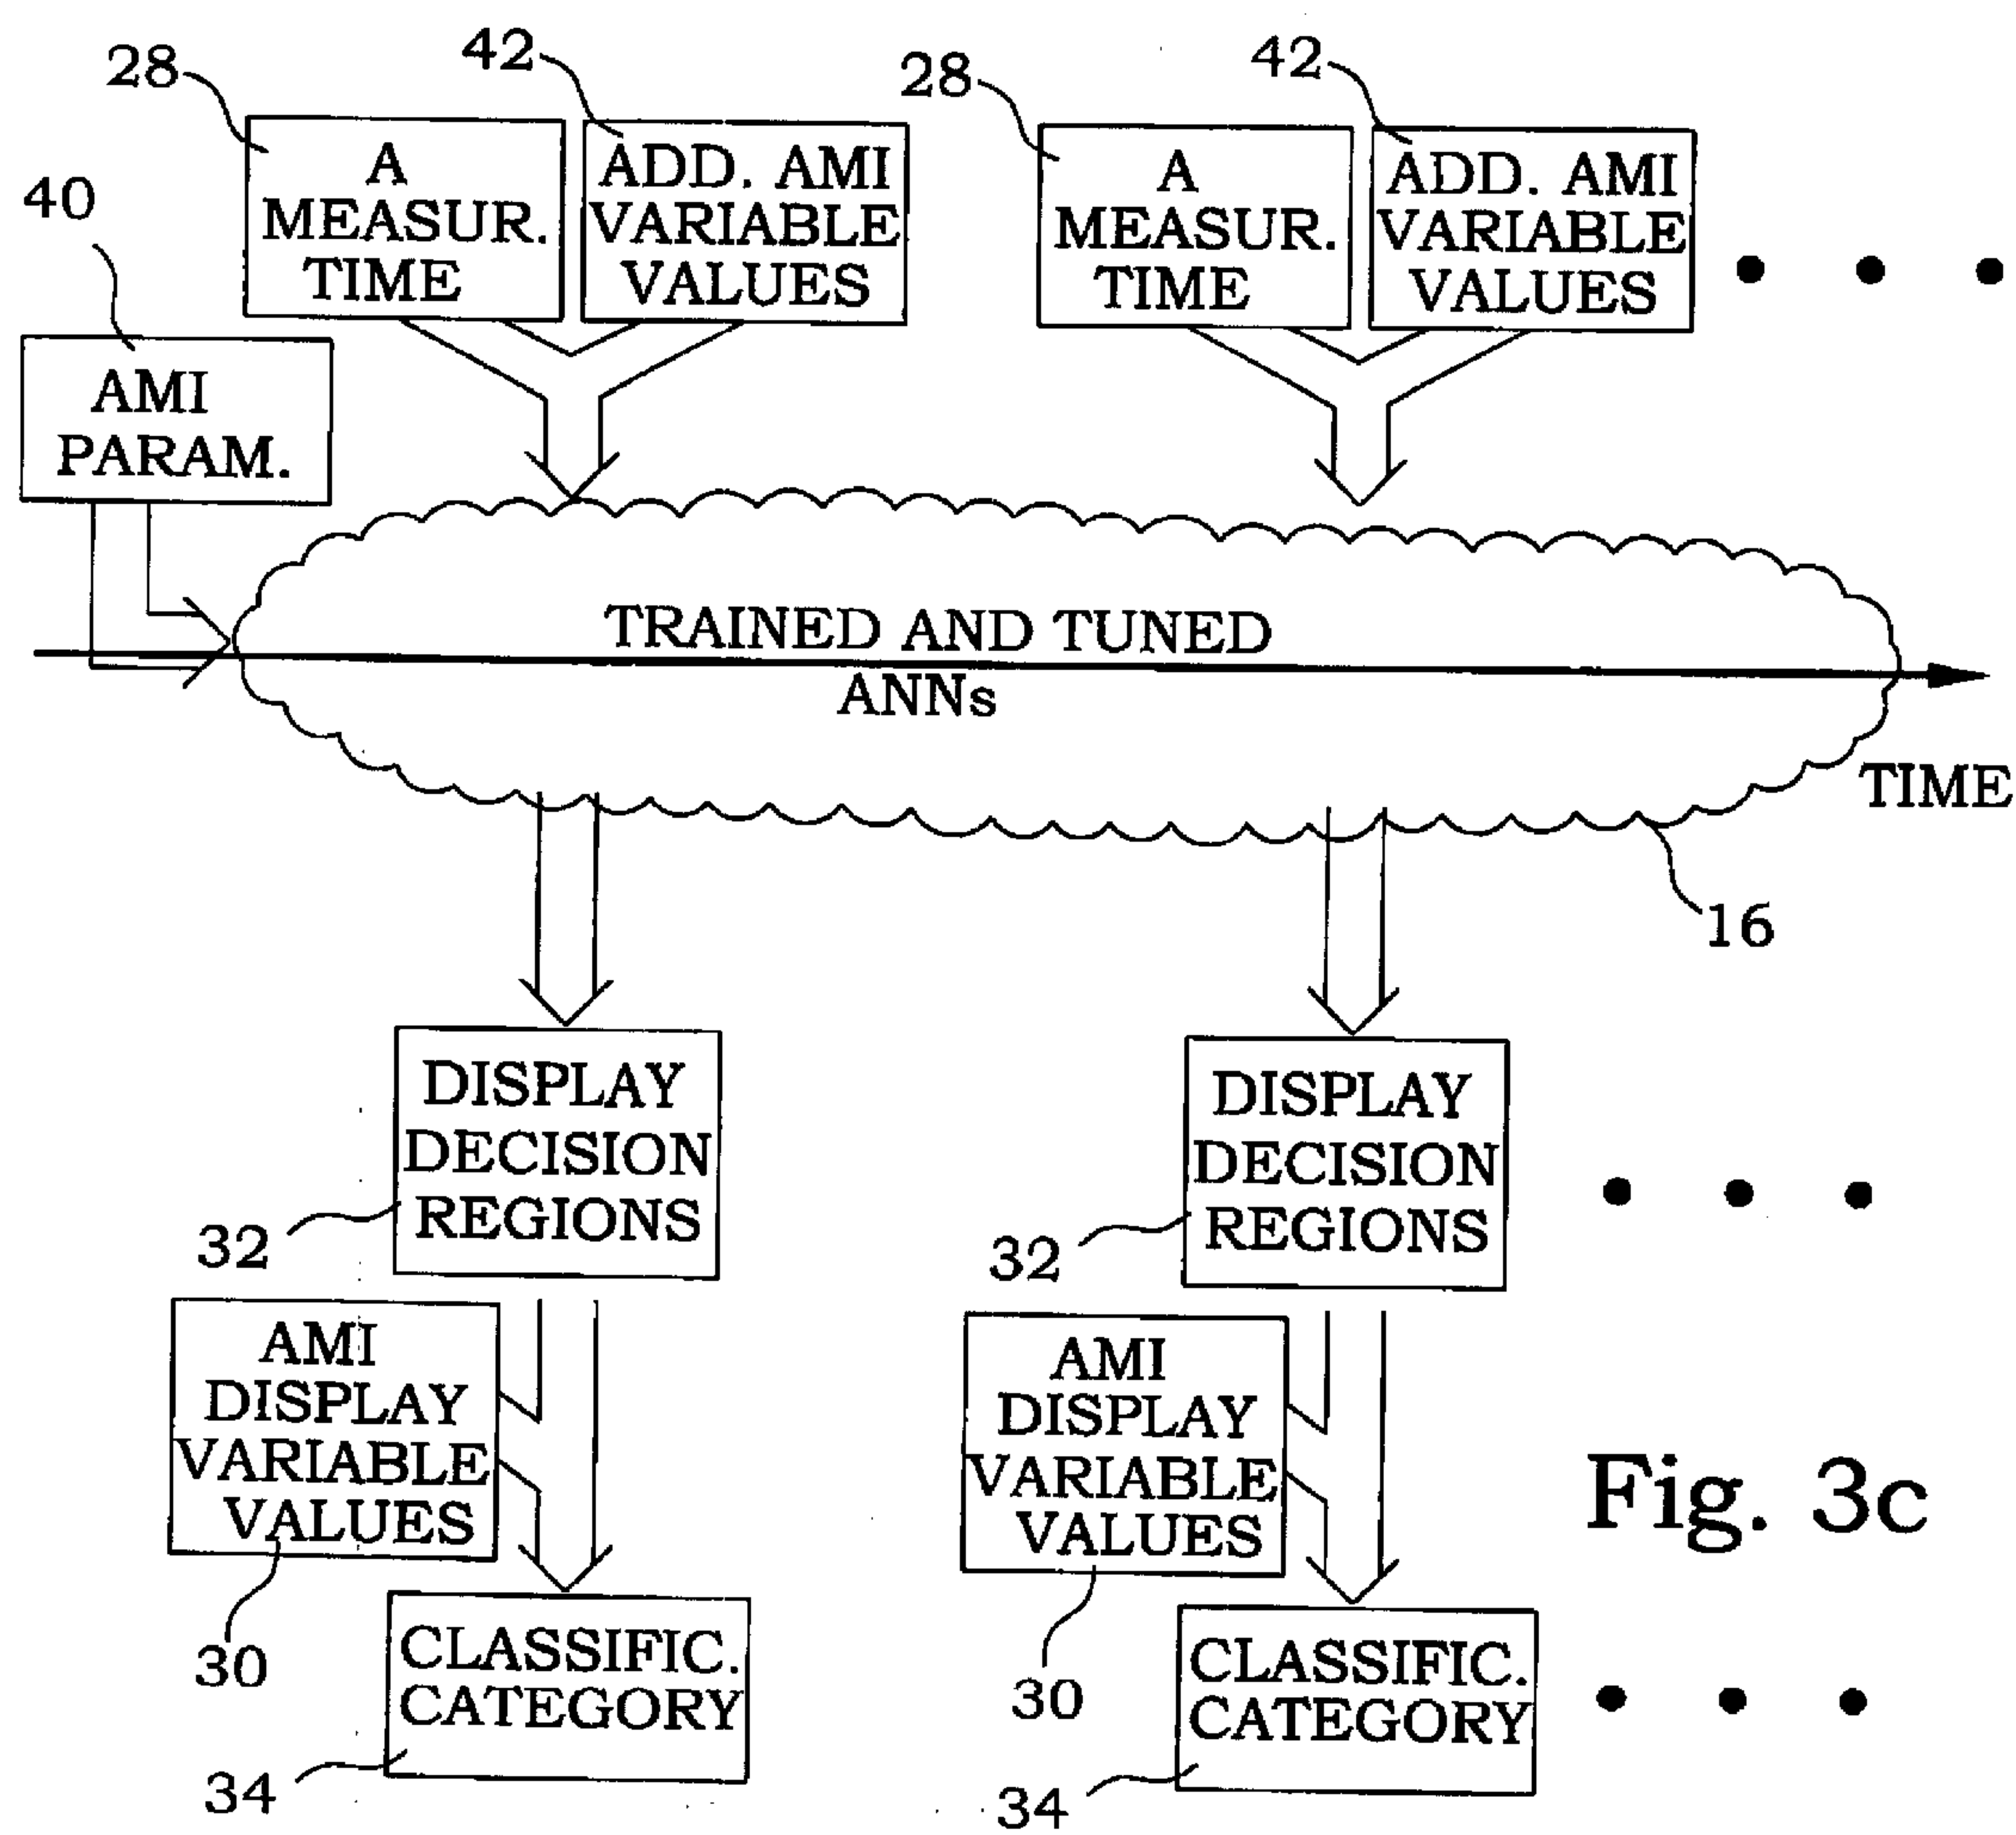 28
42
28
42
40
A
MEASUR.
TIME
ADD. AMI
VARIABLE
VALUES
A
MEASUR.
TIME
ADD. AMI
VARIABLE
VALUES
AMI
PARAM.
TRAINED AND TUNED
ANNs
TIME
16
DISPLAY
DECISION
REGIONS
32
DISPLAY
DECISION
REGIONS
32
AMI
DISPLAY
VARIABLE
VALUES
30
AMI
DISPLAY
VARIABLE
VALUES
30
Fig. 3c
CLASSIFIC.
CATEGORY
34
CLASSIFIC.
CATEGORY
34